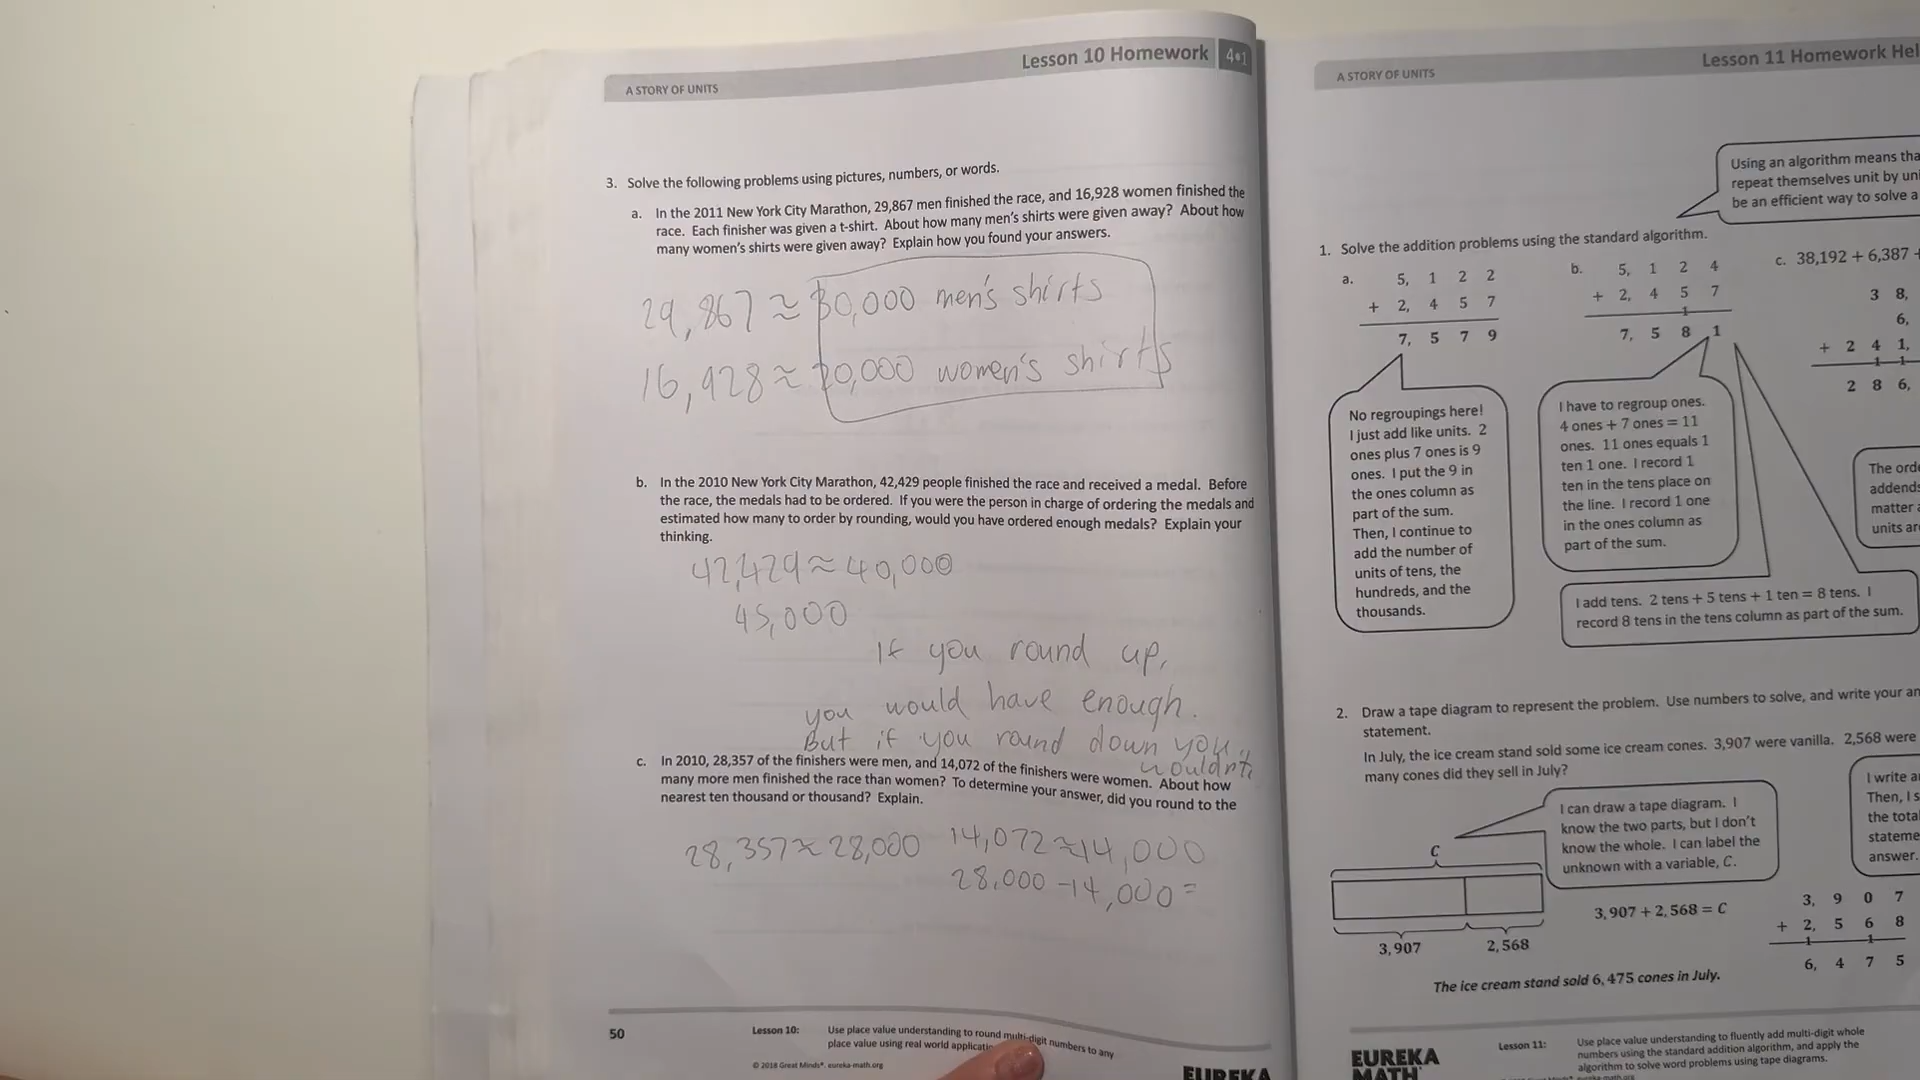 Lesson 10 Homework 4•1
A STORY OF UNITS
3. Solve the following problems using pictures, numbers, or words.
a. In the 2011 New York City Marathon, 29,867 men finished the race, and 16,928 women finished the
race. Each finisher was given a t-shirt. About how many men's shirts were given away? About how
many women's shirts were given away? Explain how you found your answers.
29,867 ≈ 30,000 men's shirts
16,928 ≈ 20,000 women's shirts
b. In the 2010 New York City Marathon, 42,429 people finished the race and received a medal. Before
the race, the medals had to be ordered. If you were the person in charge of ordering the medals and
estimated how many to order by rounding, would you have ordered enough medals? Explain your
thinking.
42,429 ≈ 40,000
45,000
If you round up,
you would have enough.
But if you round down you
wouldn't.
c. In 2010, 28,357 of the finishers were men, and 14,072 of the finishers were women. About how
many more men finished the race than women? To determine your answer, did you round to the
nearest ten thousand or thousand? Explain.
28,357 ≈ 28,000 14,072 ≈ 14,000
28,000 - 14,000 =
50
Lesson 10: Use place value understanding to round multi-digit numbers to any
place value using real world
© 2018 Great Minds®. eureka-math.org
EUREKA
Lesson 11 Homework
A STORY OF UNITS
Using an algorithm means
repeat themselves unit by
be an efficient way to solve a
1. Solve the addition problems using the standard algorithm.
a. 5, 1 2 2
+ 2, 4 5 7
7, 5 7 9
b. 5, 1 2 4
+ 2, 4 5 7
1
7, 5 8 1
c. 38,192 + 6,387 +
3 8,
6,
+ 2 4 1,
1 1
2 8 6,
No regroupings here!
I just add like units. 2
ones plus 7 ones is 9
ones. I put the 9 in
the ones column as
part of the sum.
Then, I continue to
add the number of
units of tens, the
hundreds, and the
thousands.
I have to regroup ones.
4 ones + 7 ones = 11
ones. 11 ones equals 1
ten 1 one. I record 1
ten in the tens place on
the line. I record 1 one
in the ones column as
part of the sum.
The
addends
matter
units
I add tens. 2 tens + 5 tens + 1 ten = 8 tens. I
record 8 tens in the tens column as part of the sum.
2. Draw a tape diagram to represent the problem. Use numbers to solve, and write your
statement.
In July, the ice cream stand sold some ice cream cones. 3,907 were vanilla. 2,568 were
many cones did they sell in July?
I can draw a tape diagram. I
know the two parts, but I don't
know the whole. I can label the
unknown with a variable, C.
I write
Then, I
the total
answer.
C
3,907 2,568
3,907 + 2,568 = C
3, 9 0 7
+ 2, 5 6 8
1 1
6, 4 7 5
The ice cream stand sold 6,475 cones in July.
EUREKA
MATH
Lesson 11: Use place value understanding to fluently add multi-digit whole
numbers using the standard addition algorithm, and apply the
algorithm to solve word problems using tape diagrams.